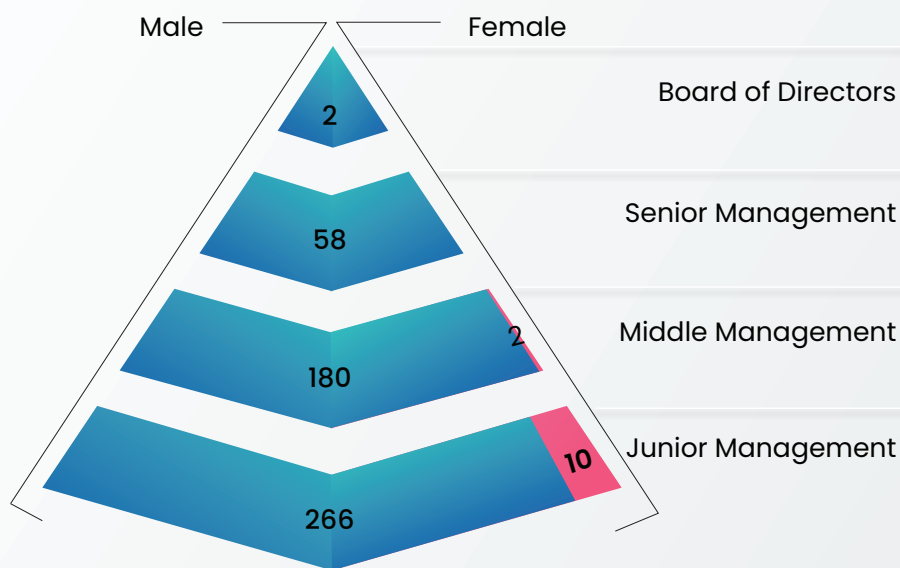 Male
Female
2
Board of Directors
58
Senior Management
180
2
Middle Management
266
10
Junior Management